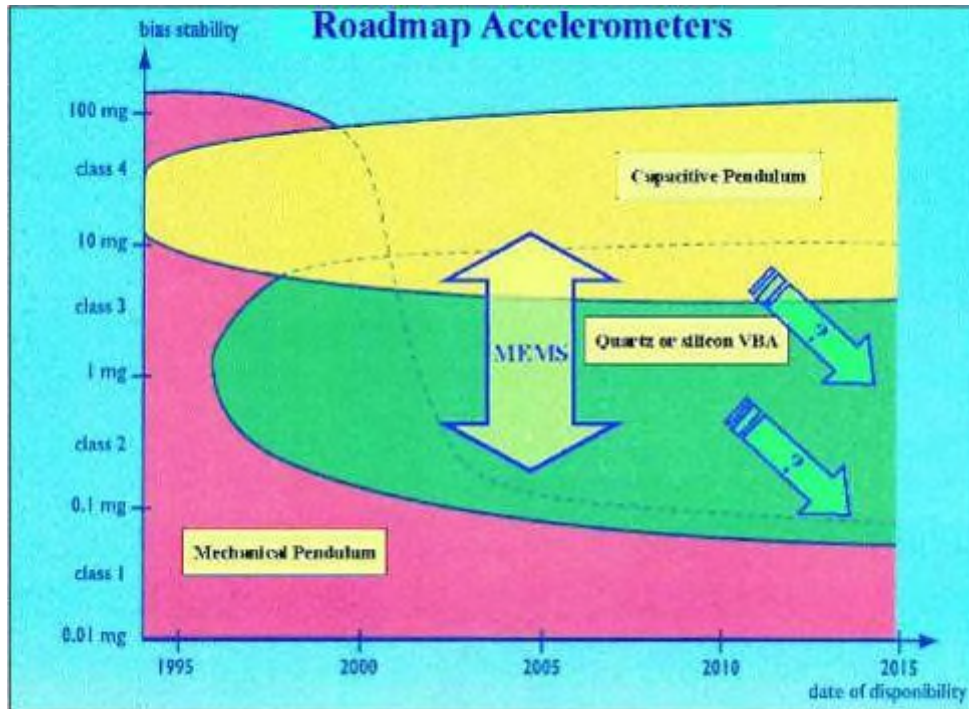 Roadmap Accelerometers
bias stability
100 mg
class 4
Capacitive Pendulum
10 mg
class 3
?
MEMS
Quartz or silicon VBA
1 mg
class 2
?
0.1 mg
Mechanical Pendulum
class 1
0.01 mg
1995 2000 2005 2010 2015
date of disponibility